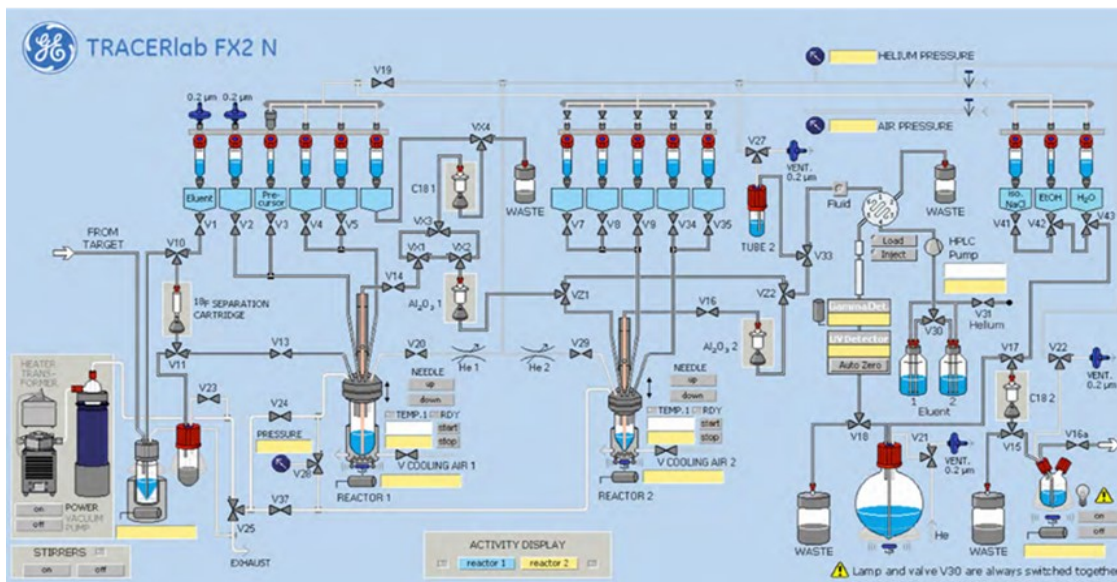 GE
TRACERlab FX2 N
HELIUM PRESSURE
AIR PRESSURE
V19
0.2 µm
0.2 µm
VX4
C18 1
WASTE
V27
VENT.
0.2 µm
TUBE 2
Fluid
WASTE
Eluent
Pre-
cursor
V1
V2
V3
V4
V5
V7
V8
V9
V34
V35
Iso.
NaCl
EtOH
H₂O
V41
V42
V43
FROM
TARGET
V10
VX3
VX1
VX2
V14
Al₂O₃ 1
VZ1
VZ2
V33
V16
Al₂O₃ 2
Load
Inject
HPLC
Pump
V31
Helium
V30
GammaDet.
UV Detector
Auto Zero
1
2
Eluent
¹⁸F SEPARATION
CARTRIDGE
V11
V13
V20
He 1
He 2
V29
V17
V22
VENT.
0.2 µm
C18 2
V15
V16a
HEATER
TRANS-
FORMER
V23
V24
PRESSURE
V28
NEEDLE
up
down
TEMP.1
RDY
start
stop
V COOLING AIR 1
REACTOR 1
NEEDLE
up
down
TEMP.1
RDY
start
stop
V COOLING AIR 2
REACTOR 2
V18
V21
VENT.
0.2 µm
He
WASTE
WASTE
on
off
on
off
POWER
VACUUM
PUMP
V37
V25
EXHAUST
STIRRERS
on
off
ACTIVITY DISPLAY
reactor 1
reactor 2
Lamp and valve V30 are always switched together